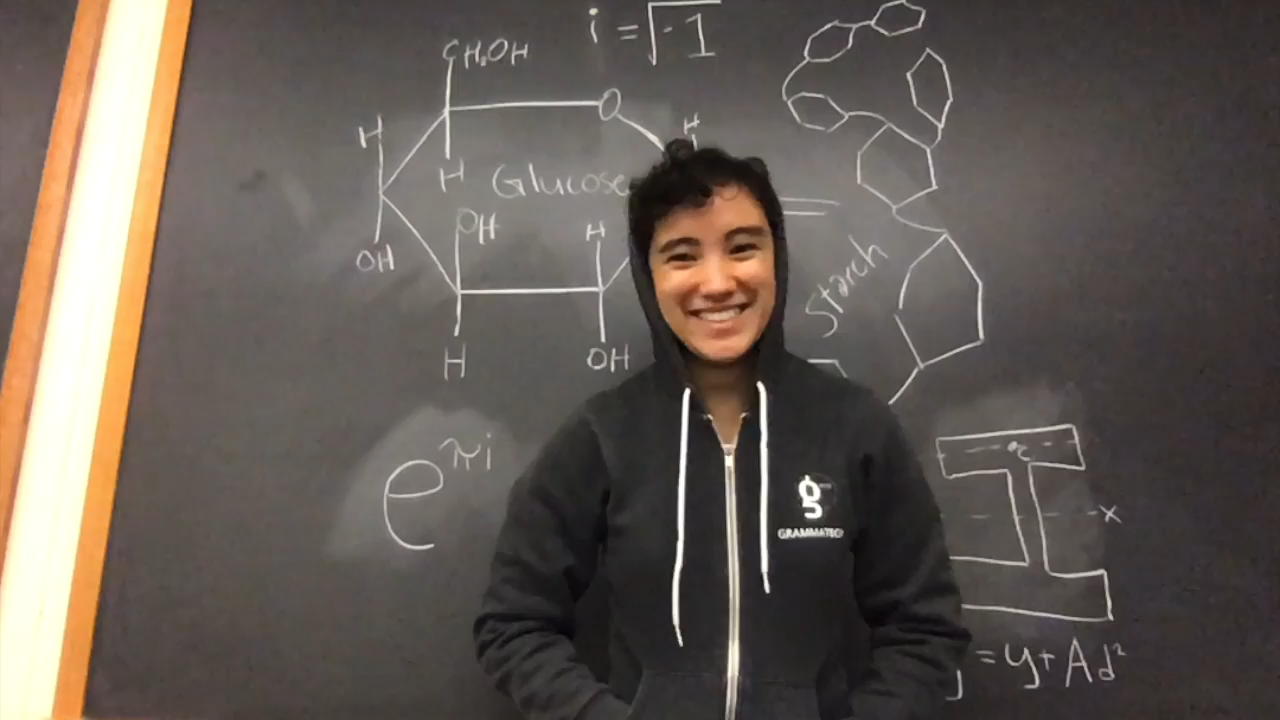 i = √-1
CH₂OH
O
H
H
H
Glucose
OH
H
OH
Starch
H
OH
e^πi
g
GRAMMATECH
c
x
= y + Ad²